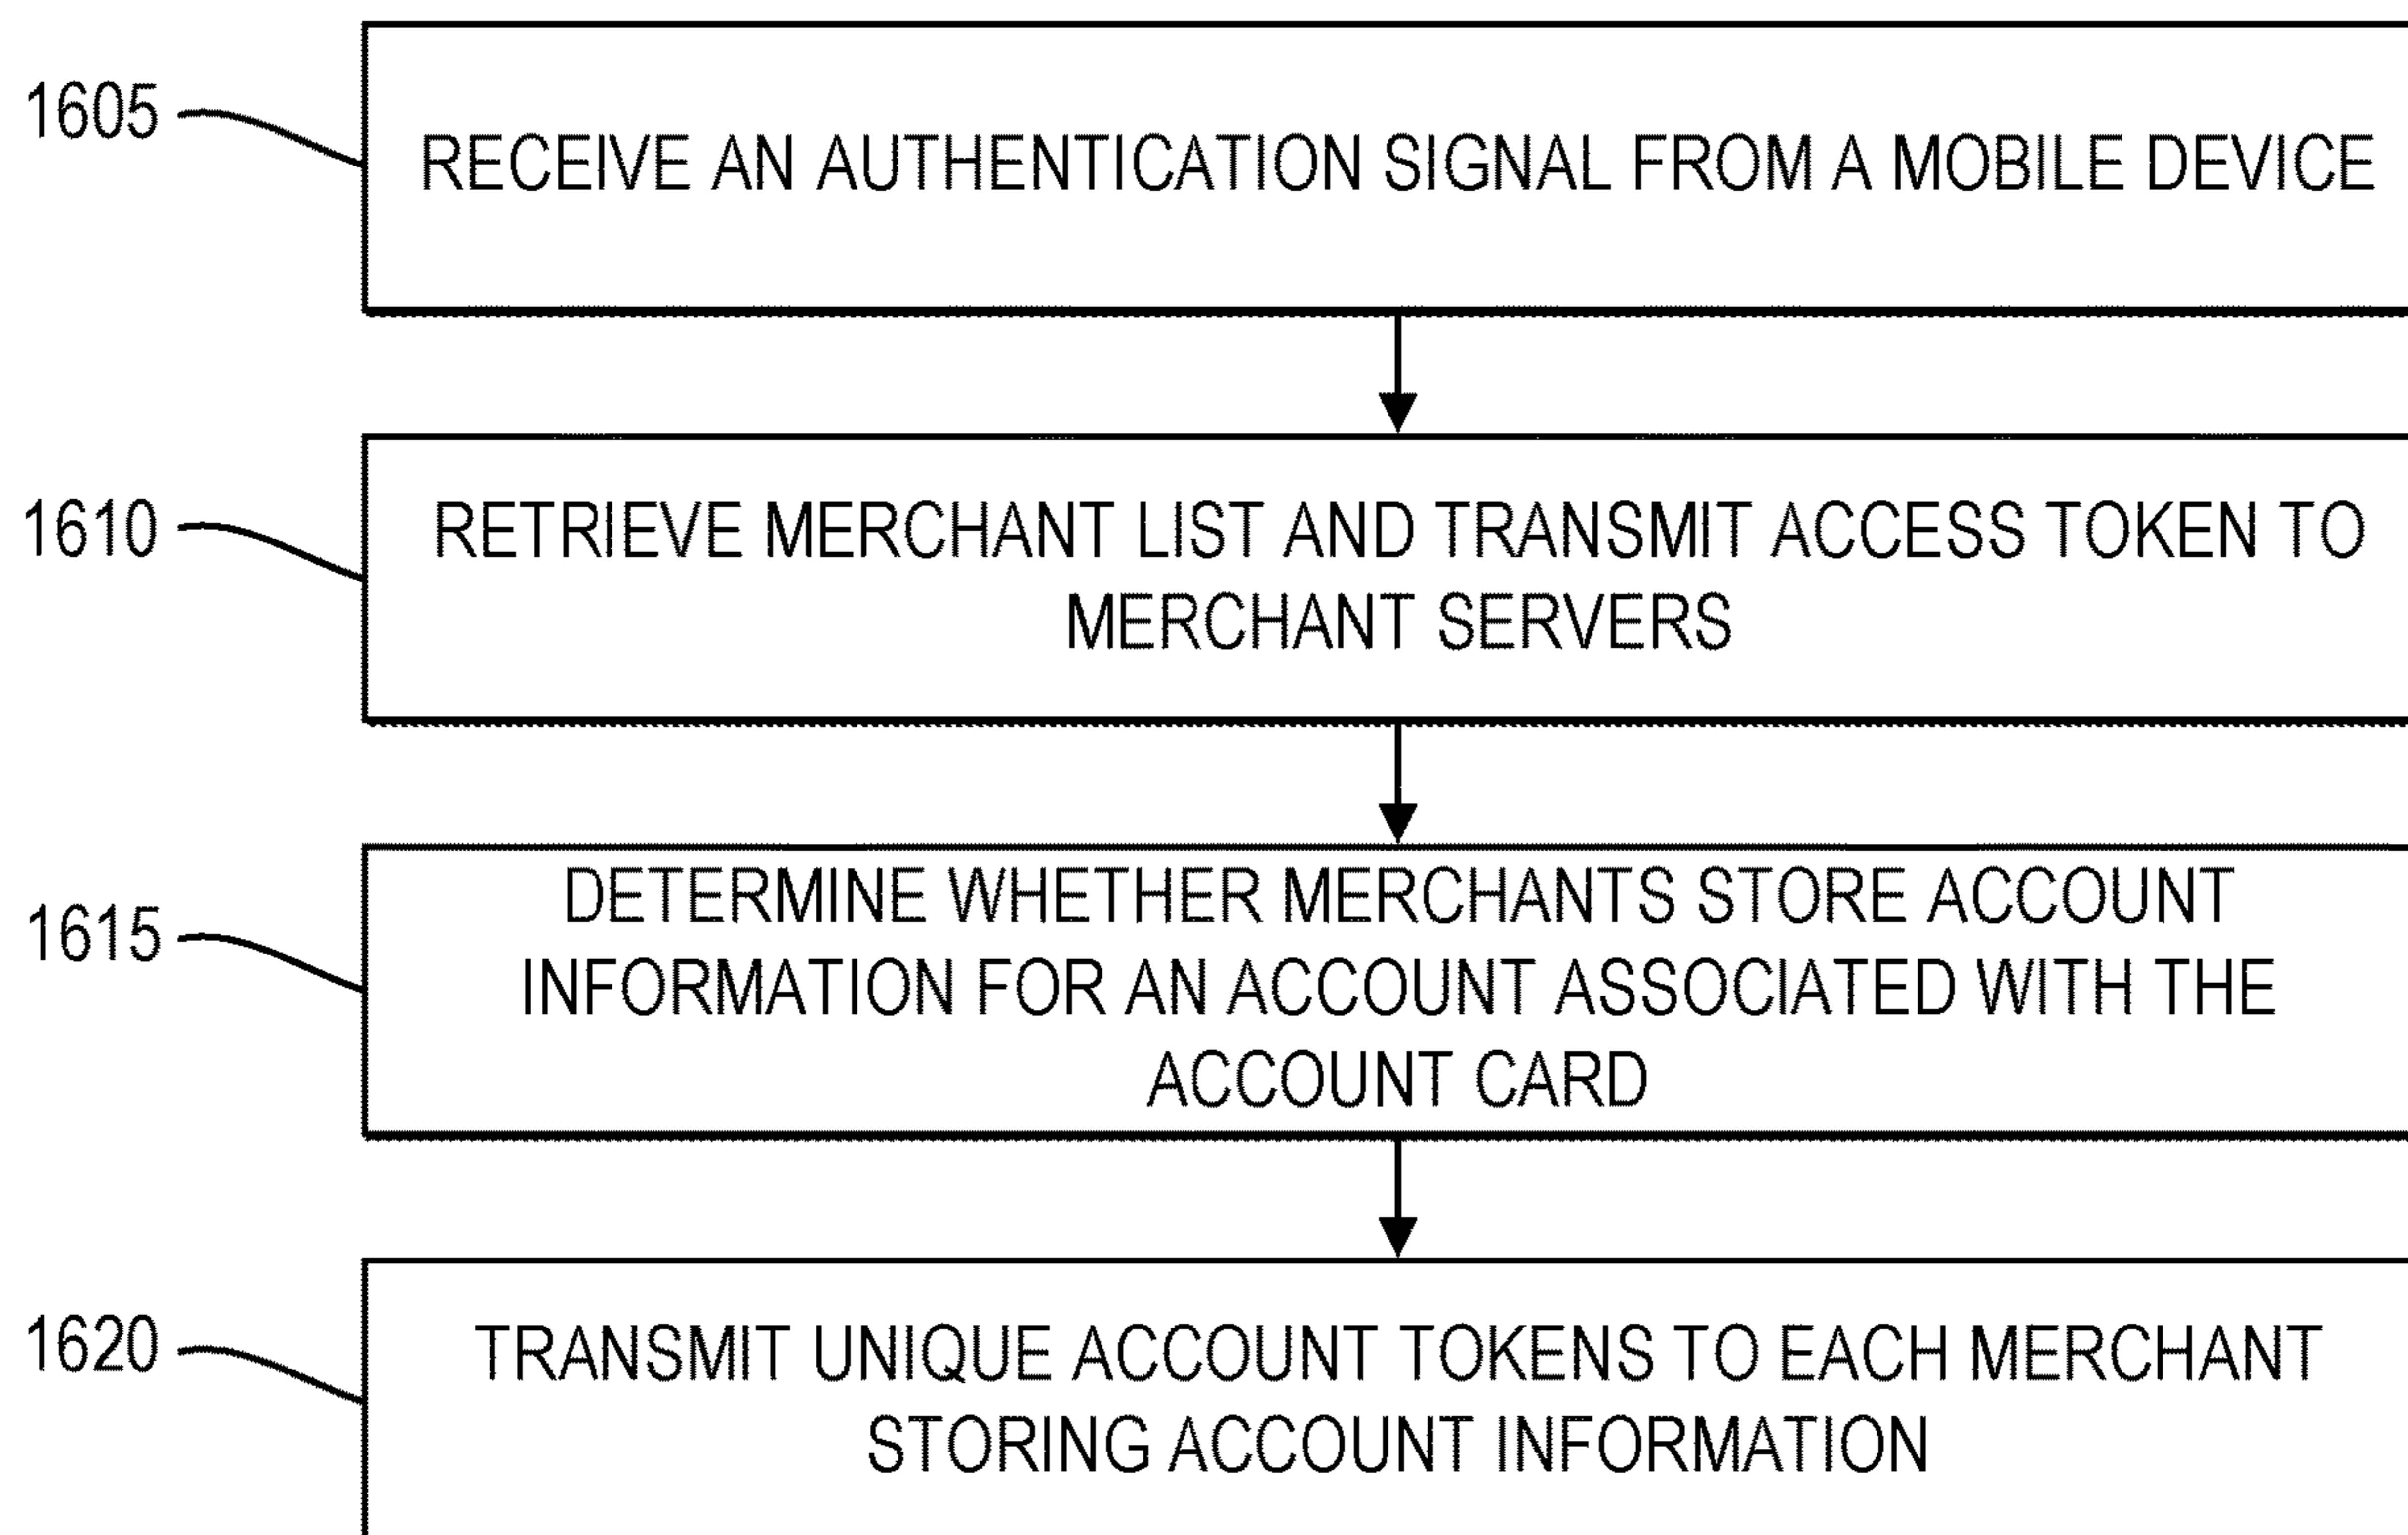 1605
RECEIVE AN AUTHENTICATION SIGNAL FROM A MOBILE DEVICE
1610
RETRIEVE MERCHANT LIST AND TRANSMIT ACCESS TOKEN TO
MERCHANT SERVERS
1615
DETERMINE WHETHER MERCHANTS STORE ACCOUNT
INFORMATION FOR AN ACCOUNT ASSOCIATED WITH THE
ACCOUNT CARD
1620
TRANSMIT UNIQUE ACCOUNT TOKENS TO EACH MERCHANT
STORING ACCOUNT INFORMATION